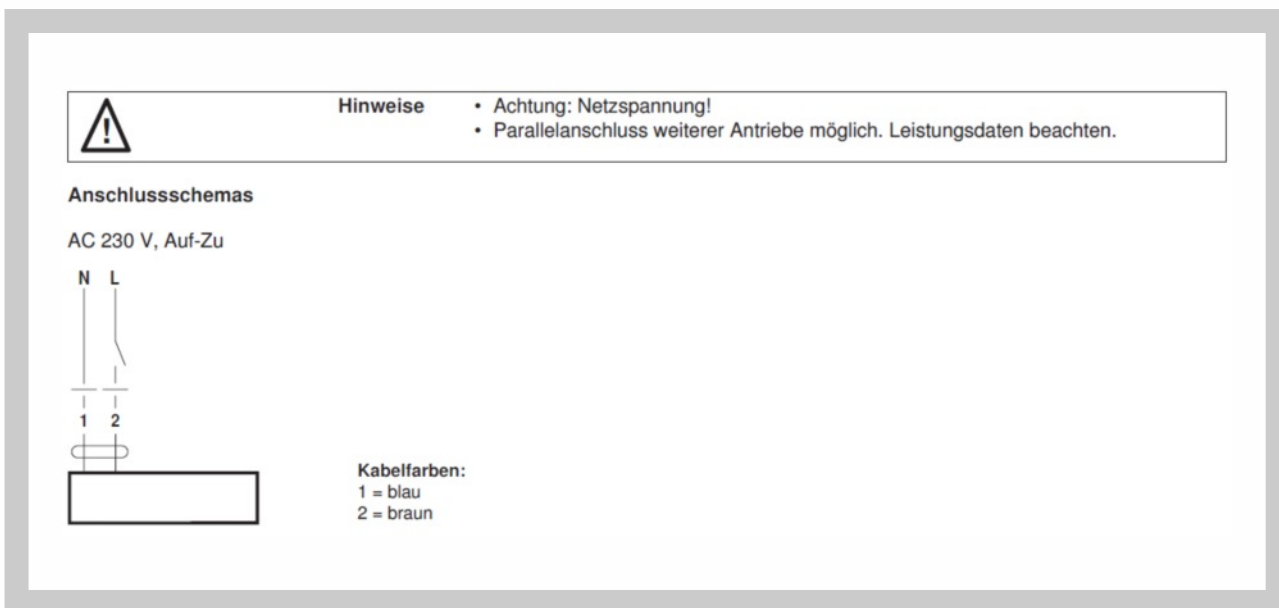 Hinweise
• Achtung: Netzspannung!
• Parallelanschluss weiterer Antriebe möglich. Leistungsdaten beachten.
Anschlussschemas
AC 230 V, Auf-Zu
N L
1 2
Kabelfarben:
1 = blau
2 = braun